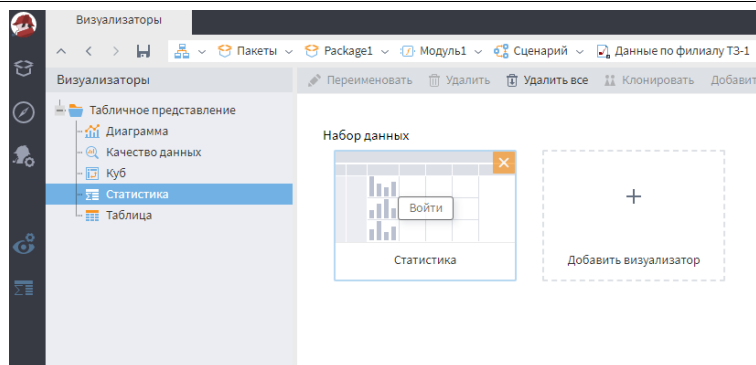 Визуализаторы
Пакеты Package1 Модуль1 Сценарий Данные по филиалу ТЗ-1
Визуализаторы
Переименовать Удалить Удалить все Клонировать Добавит
Табличное представление
Диаграмма
Качество данных
Куб
Статистика
Таблица
Набор данных
Войти
Статистика
Добавить визуализатор